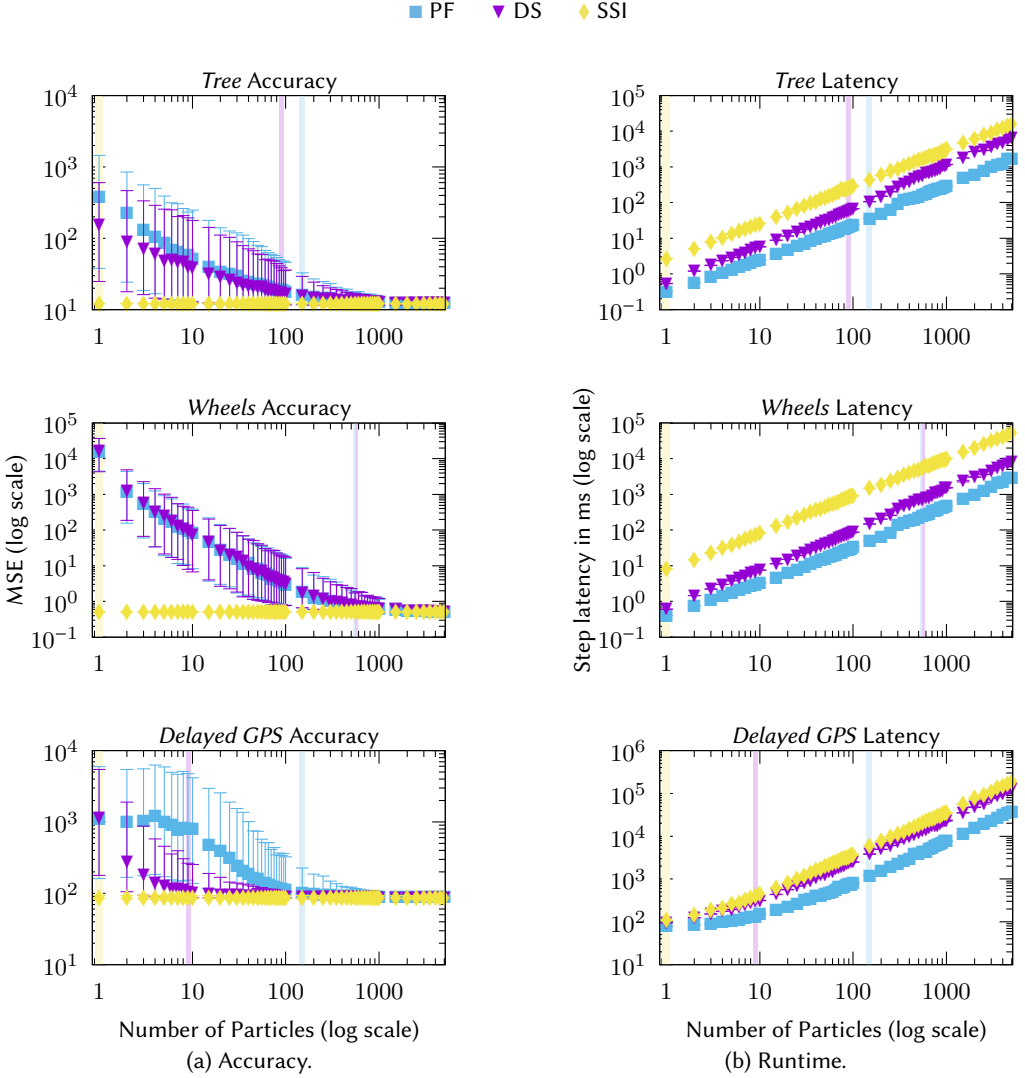 PF DS SSI
Tree Accuracy
10^4
10^3
10^2
10^1
1 10 100 1000
Tree Latency
10^5
10^4
10^3
10^2
10^1
10^0
10^−1
1 10 100 1000
MSE (log scale)
Wheels Accuracy
10^5
10^4
10^3
10^2
10^1
10^0
10^−1
1 10 100 1000
Step latency in ms (log scale)
Wheels Latency
10^5
10^4
10^3
10^2
10^1
10^0
10^−1
1 10 100 1000
Delayed GPS Accuracy
10^4
10^3
10^2
10^1
1 10 100 1000
Number of Particles (log scale)
(a) Accuracy.
Delayed GPS Latency
10^6
10^5
10^4
10^3
10^2
10^1
10^0
1 10 100 1000
Number of Particles (log scale)
(b) Runtime.